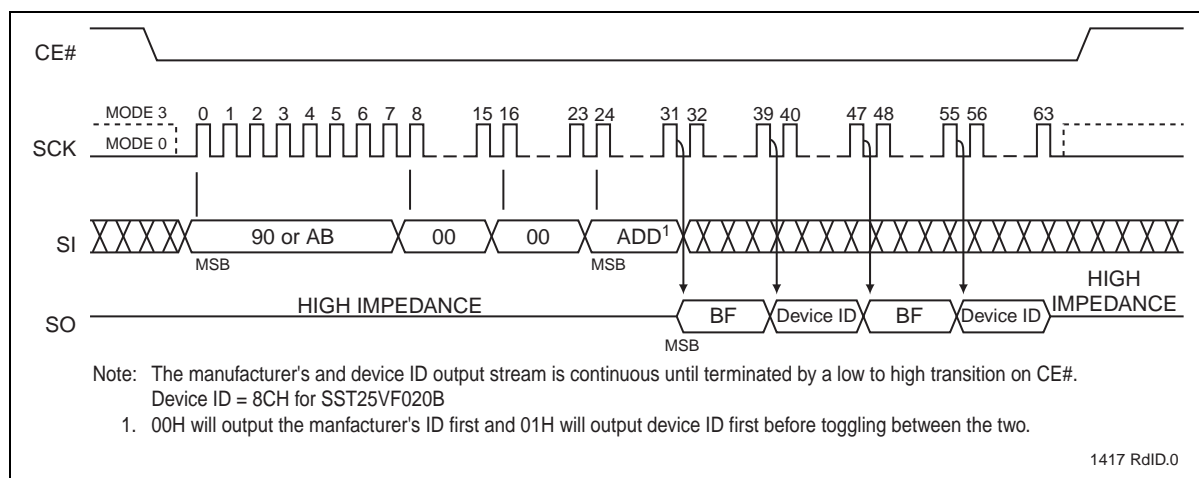 CE#
MODE 3
MODE 0
SCK
0 1 2 3 4 5 6 7 8 15 16 23 24 31 32 39 40 47 48 55 56 63
SI
90 or AB 00 00 ADD1
MSB MSB
HIGH IMPEDANCE
SO
BF Device ID BF Device ID
HIGH IMPEDANCE
MSB
Note: The manufacturer's and device ID output stream is continuous until terminated by a low to high transition on CE#.
Device ID = 8CH for SST25VF020B
1. 00H will output the manfacturer's ID first and 01H will output device ID first before toggling between the two.
1417 RdID.0